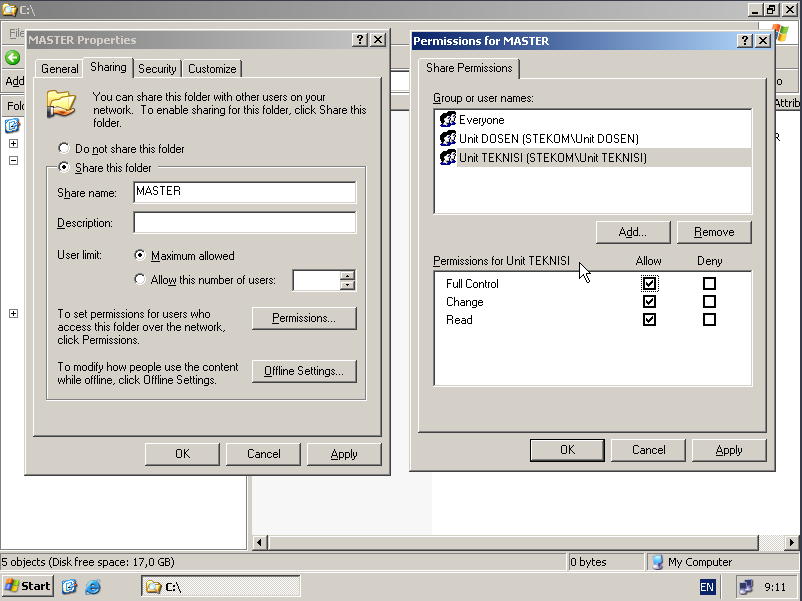 C:\
File
Add
Fold
o
Attrib
R
MASTER Properties
General
Sharing
Security
Customize
You can share this folder with other users on your
network. To enable sharing for this folder, click Share this
folder.
Do not share this folder
Share this folder
Share name:
MASTER
Description:
User limit:
Maximum allowed
Allow this number of users:
To set permissions for users who
access this folder over the network,
click Permissions.
Permissions...
To modify how people use the content
while offline, click Offline Settings.
Offline Settings...
OK
Cancel
Apply
Permissions for MASTER
Share Permissions
Group or user names:
Everyone
Unit DOSEN (STEKOM\Unit DOSEN)
Unit TEKNISI (STEKOM\Unit TEKNISI)
Add...
Remove
Permissions for Unit TEKNISI
Allow
Deny
Full Control
Change
Read
OK
Cancel
Apply
5 objects (Disk free space: 17,0 GB)
0 bytes
My Computer
Start
C:\
EN
9:11